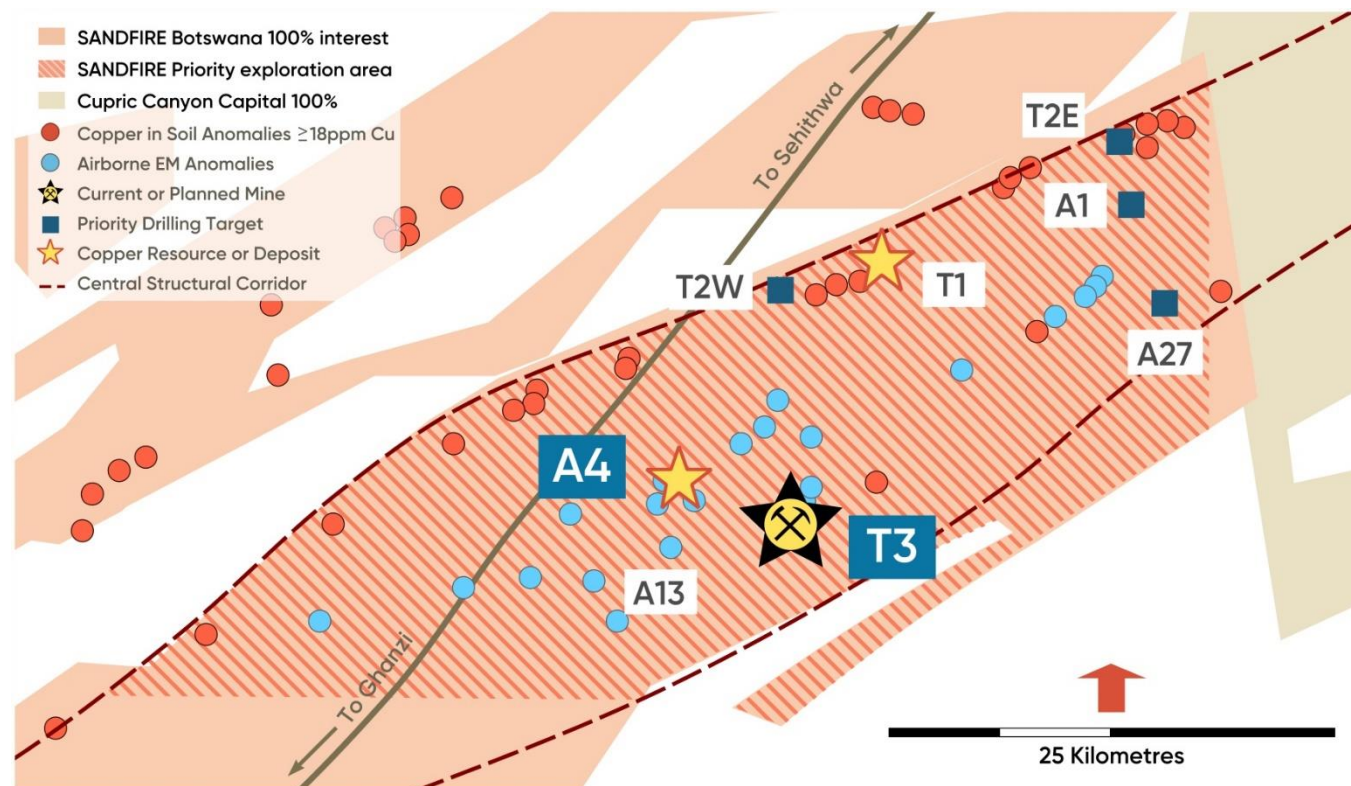 SANDFIRE Botswana 100% interest
SANDFIRE Priority exploration area
Cupric Canyon Capital 100%
Copper in Soil Anomalies ≥18ppm Cu
Airborne EM Anomalies
Current or Planned Mine
Priority Drilling Target
Copper Resource or Deposit
Central Structural Corridor
To Sehithwa
T2E
A1
T2W
T1
A27
A4
T3
A13
To Ghanzi
25 Kilometres